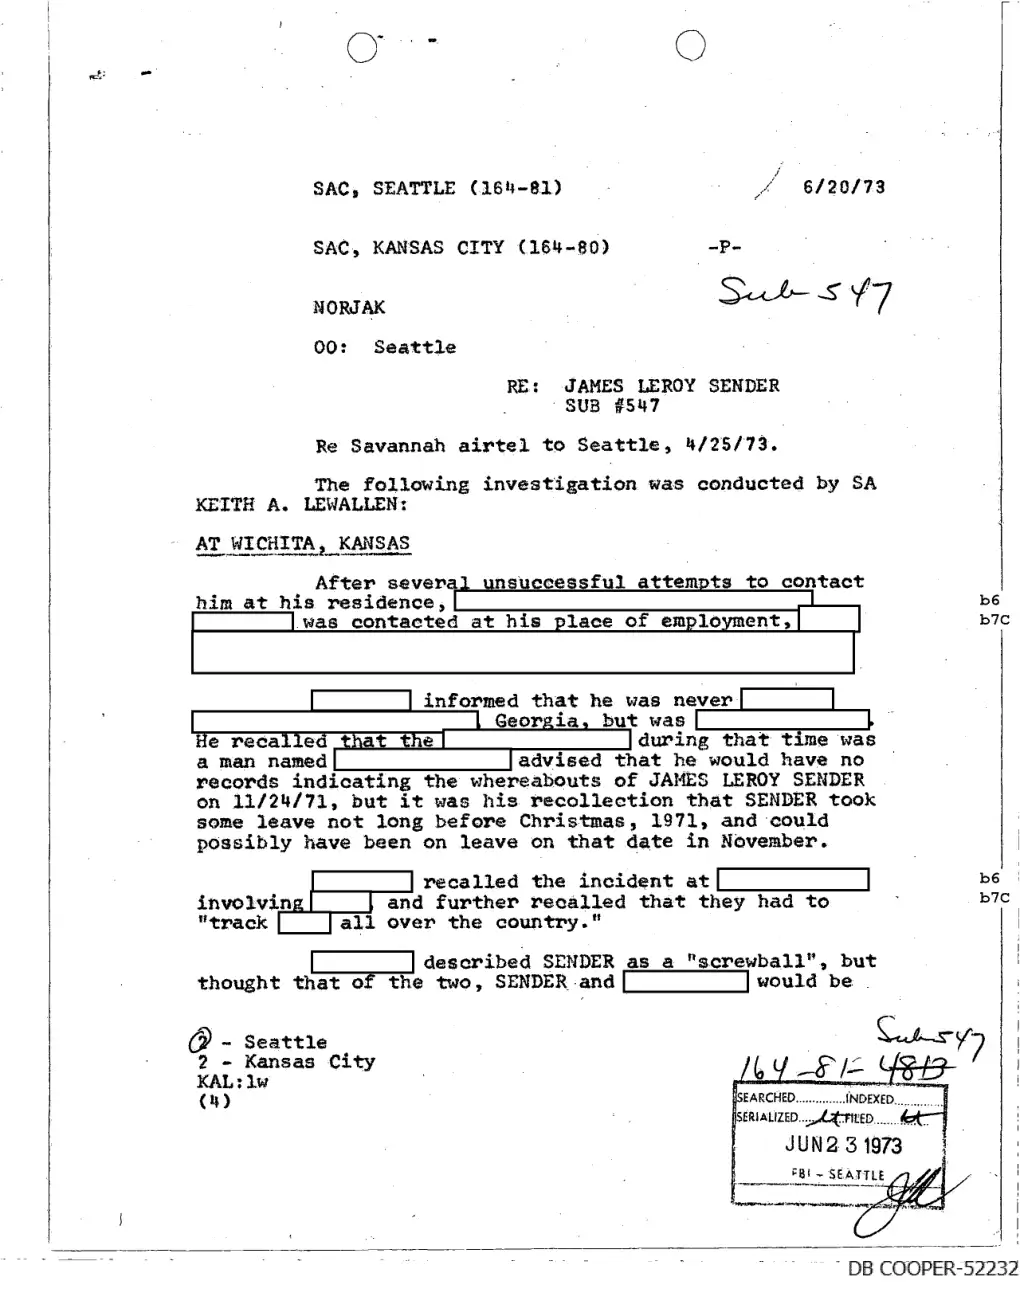 SAC, SEATTLE (164-81) 6/20/73
SAC, KANSAS CITY (164-80) -P-
Sub 547
NORJAK
OO: Seattle
RE: JAMES LEROY SENDER
SUB #547
Re Savannah airtel to Seattle, 4/25/73.
The following investigation was conducted by SA
KEITH A. LEWALLEN:
AT WICHITA, KANSAS
After several unsuccessful attempts to contact
him at his residence, b6
was contacted at his place of employment, b7C
informed that he was never
Georgia, but was .
He recalled that the during that time was
a man named advised that he would have no
records indicating the whereabouts of JAMES LEROY SENDER
on 11/24/71, but it was his recollection that SENDER took
some leave not long before Christmas, 1971, and could
possibly have been on leave on that date in November.
recalled the incident at b6
involving , and further recalled that they had to b7C
"track all over the country."
described SENDER as a "screwball", but
thought that of the two, SENDER and would be
2 - Seattle
2 - Kansas City
KAL:lw
(4)
Sub 547
164-81-4813
SEARCHED INDEXED
SERIALIZED FILED
JUN 23 1973
FBI - SEATTLE
DB COOPER-52232